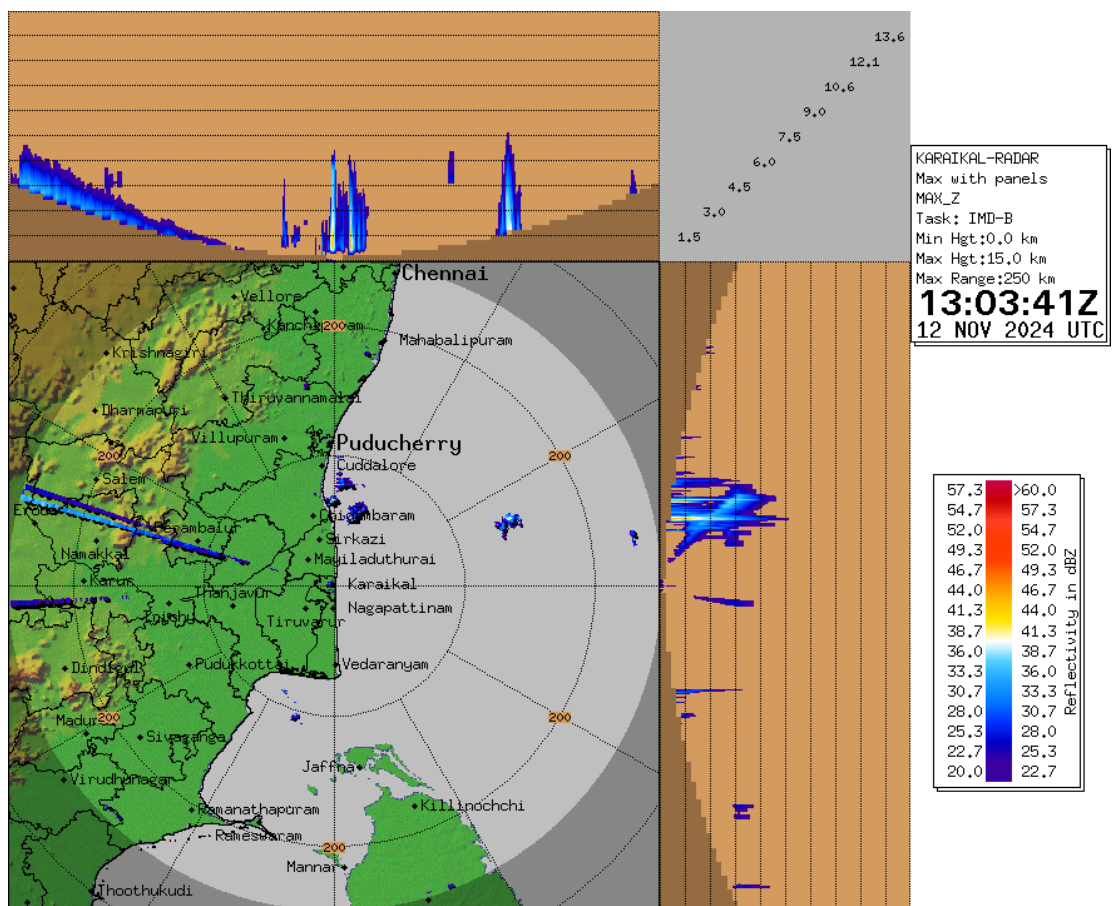 13.6
12.1
10.6
9.0
7.5
6.0
4.5
3.0
1.5
KARAIKAL-RADAR
Max with panels
MAX_Z
Task: IMD-B
Min Hgt:0.0 km
Max Hgt:15.0 km
Max Range:250 km
13:03:41Z
12 NOV 2024 UTC
Chennai
Vellore
200
Mahabalipuram
Krishnagiri
Thiruvannamalai
Dharmapuri
Villupuram
Puducherry
200
200
Cuddalore
Salem
Chidambaram
Perambalur
Sirkazi
Namakkal
Mayiladuthurai
Karur
Karaikal
Thanjavur
Nagapattinam
Tiruvarur
Dindigul
Pudukkottai
Vedaranyam
200
200
Sivaganga
Jaffna
Virudhunagar
Ramanathapuram
Killinochchi
Rameswaram
200
Mannar
Thoothukudi
57.3 >60.0
54.7 57.3
52.0 54.7
49.3 52.0
46.7 49.3
44.0 46.7
41.3 44.0
38.7 41.3
36.0 38.7
33.3 36.0
30.7 33.3
28.0 30.7
25.3 28.0
22.7 25.3
20.0 22.7
Reflectivity in dBZ